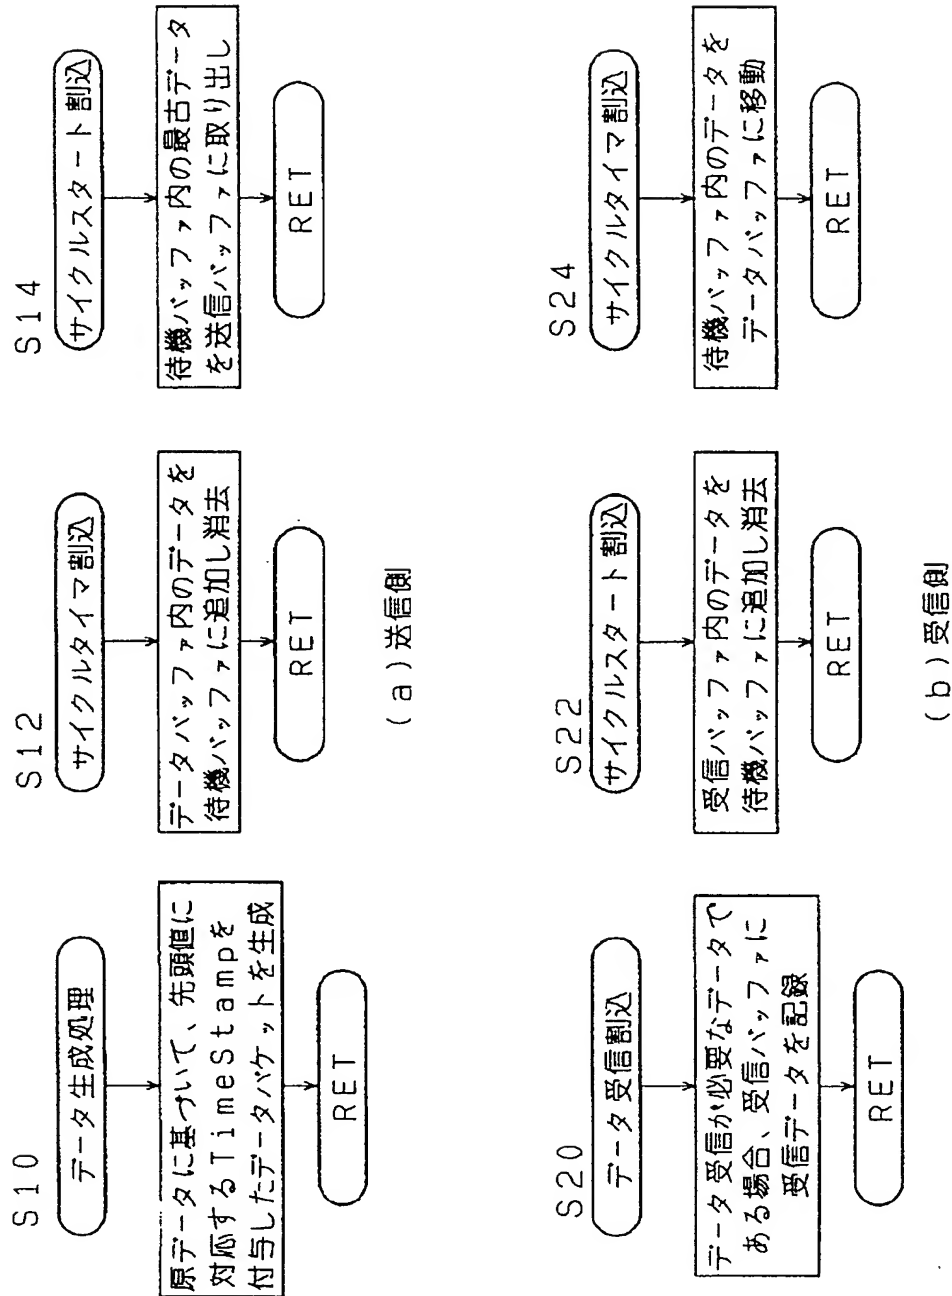 S10
データ生成処理
原データに基づいて、先頭値に
対応するTimeStampを
付与したデータパケットを生成
RET
S12
サイクルタイマ割込
データバッファ内のデータを
待機バッファに追加し消去
RET
S14
サイクルスタート割込
待機バッファ内の最古データ
を送信バッファに取り出し
RET
(a)送信側
S20
データ受信割込
データ受信が必要なデータで
ある場合、受信バッファに
受信データを記録
RET
S22
サイクルスタート割込
受信バッファ内のデータを
待機バッファに追加し消去
RET
S24
サイクルタイマ割込
待機バッファ内のデータを
データバッファに移動
RET
(b)受信側